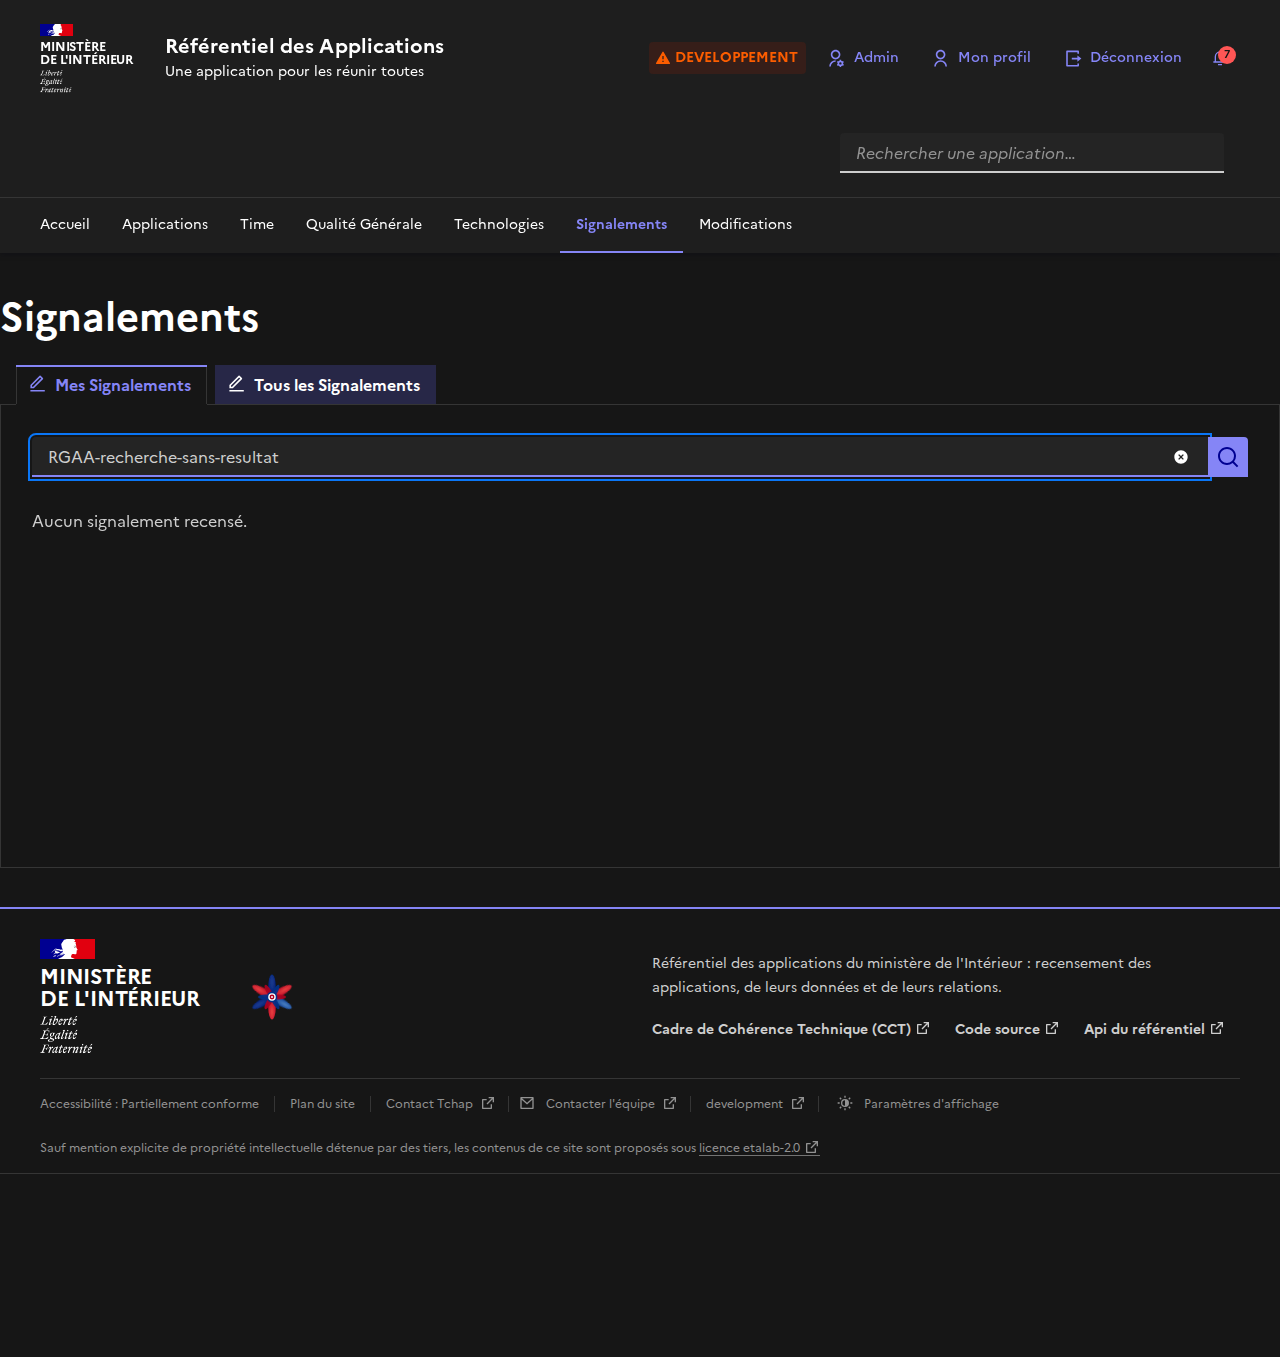 MINISTÈRE
DE L'INTÉRIEUR
Liberté
Égalité
Fraternité
Référentiel des Applications
Une application pour les réunir toutes
DEVELOPPEMENT
Admin
Mon profil
Déconnexion
7
Rechercher une application...
Accueil
Applications
Time
Qualité Générale
Technologies
Signalements
Modifications
Signalements
Mes Signalements
Tous les Signalements
RGAA-recherche-sans-resultat
Aucun signalement recensé.
MINISTÈRE
DE L'INTÉRIEUR
Liberté
Égalité
Fraternité
Référentiel des applications du ministère de l'Intérieur : recensement des
applications, de leurs données et de leurs relations.
Cadre de Cohérence Technique (CCT)
Code source
Api du référentiel
Accessibilité : Partiellement conforme
Plan du site
Contact Tchap
Contacter l'équipe
development
Paramètres d'affichage
Sauf mention explicite de propriété intellectuelle détenue par des tiers, les contenus de ce site sont proposés sous licence etalab-2.0